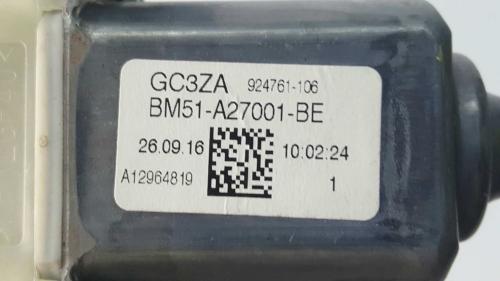 GC3ZA 924761-106
BM51-A27001-BE
26.09.16 10:02:24
A12964819 1